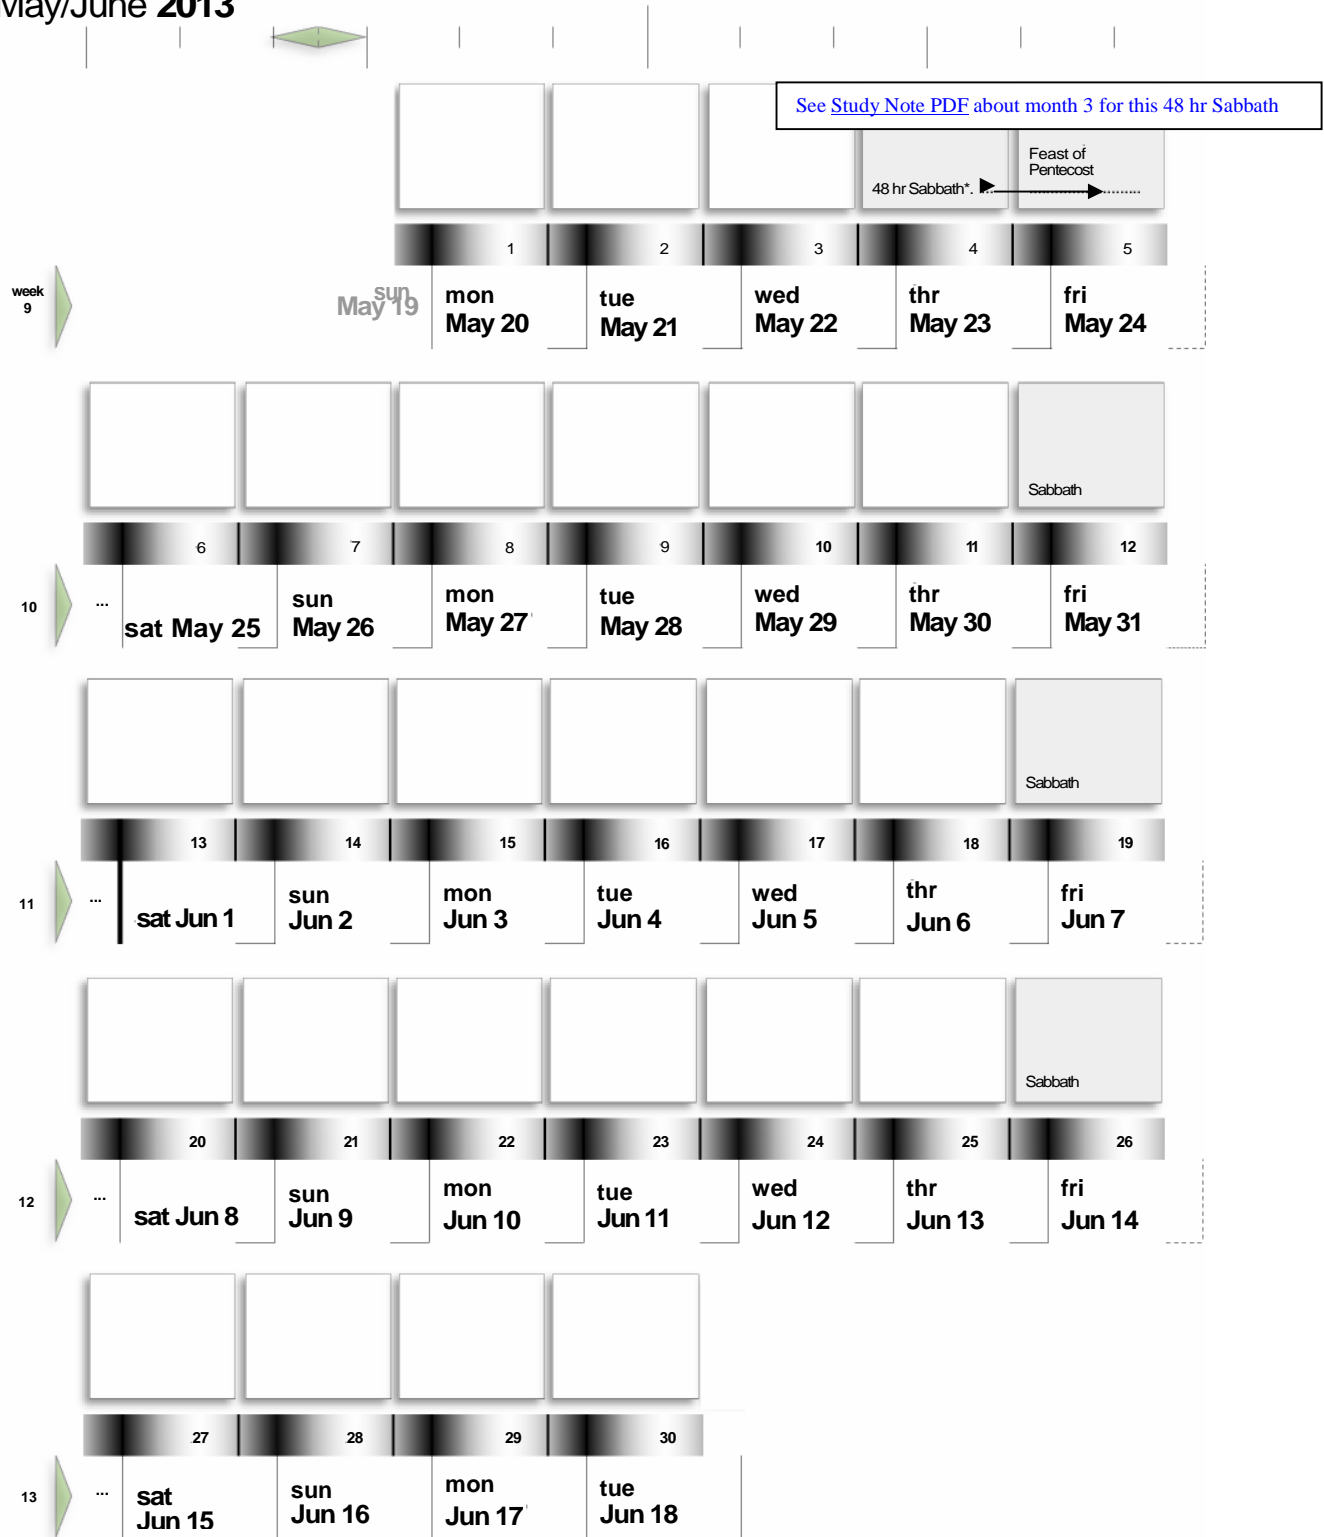 May/June 2013
See Study Note PDF about month 3 for this 48 hr Sabbath
Feast of
Pentecost
48 hr Sabbath*.
1 2 3 4 5
week
9
sun
May 19
mon
May 20
tue
May 21
wed
May 22
thr
May 23
fri
May 24
Sabbath
6 7 8 9 10 11 12
10
...
sat May 25
sun
May 26
mon
May 27
tue
May 28
wed
May 29
thr
May 30
fri
May 31
Sabbath
13 14 15 16 17 18 19
11
...
sat Jun 1
sun
Jun 2
mon
Jun 3
tue
Jun 4
wed
Jun 5
thr
Jun 6
fri
Jun 7
Sabbath
20 21 22 23 24 25 26
12
...
sat Jun 8
sun
Jun 9
mon
Jun 10
tue
Jun 11
wed
Jun 12
thr
Jun 13
fri
Jun 14
27 28 29 30
13
...
sat
Jun 15
sun
Jun 16
mon
Jun 17
tue
Jun 18